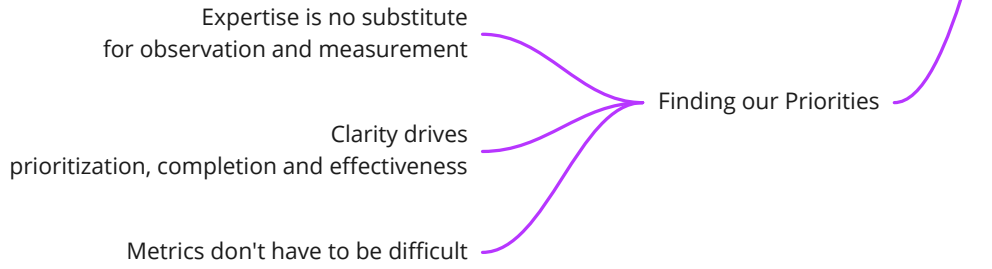 Expertise is no substitute
for observation and measurement
Finding our Priorities
Clarity drives
prioritization, completion and effectiveness
Metrics don't have to be difficult